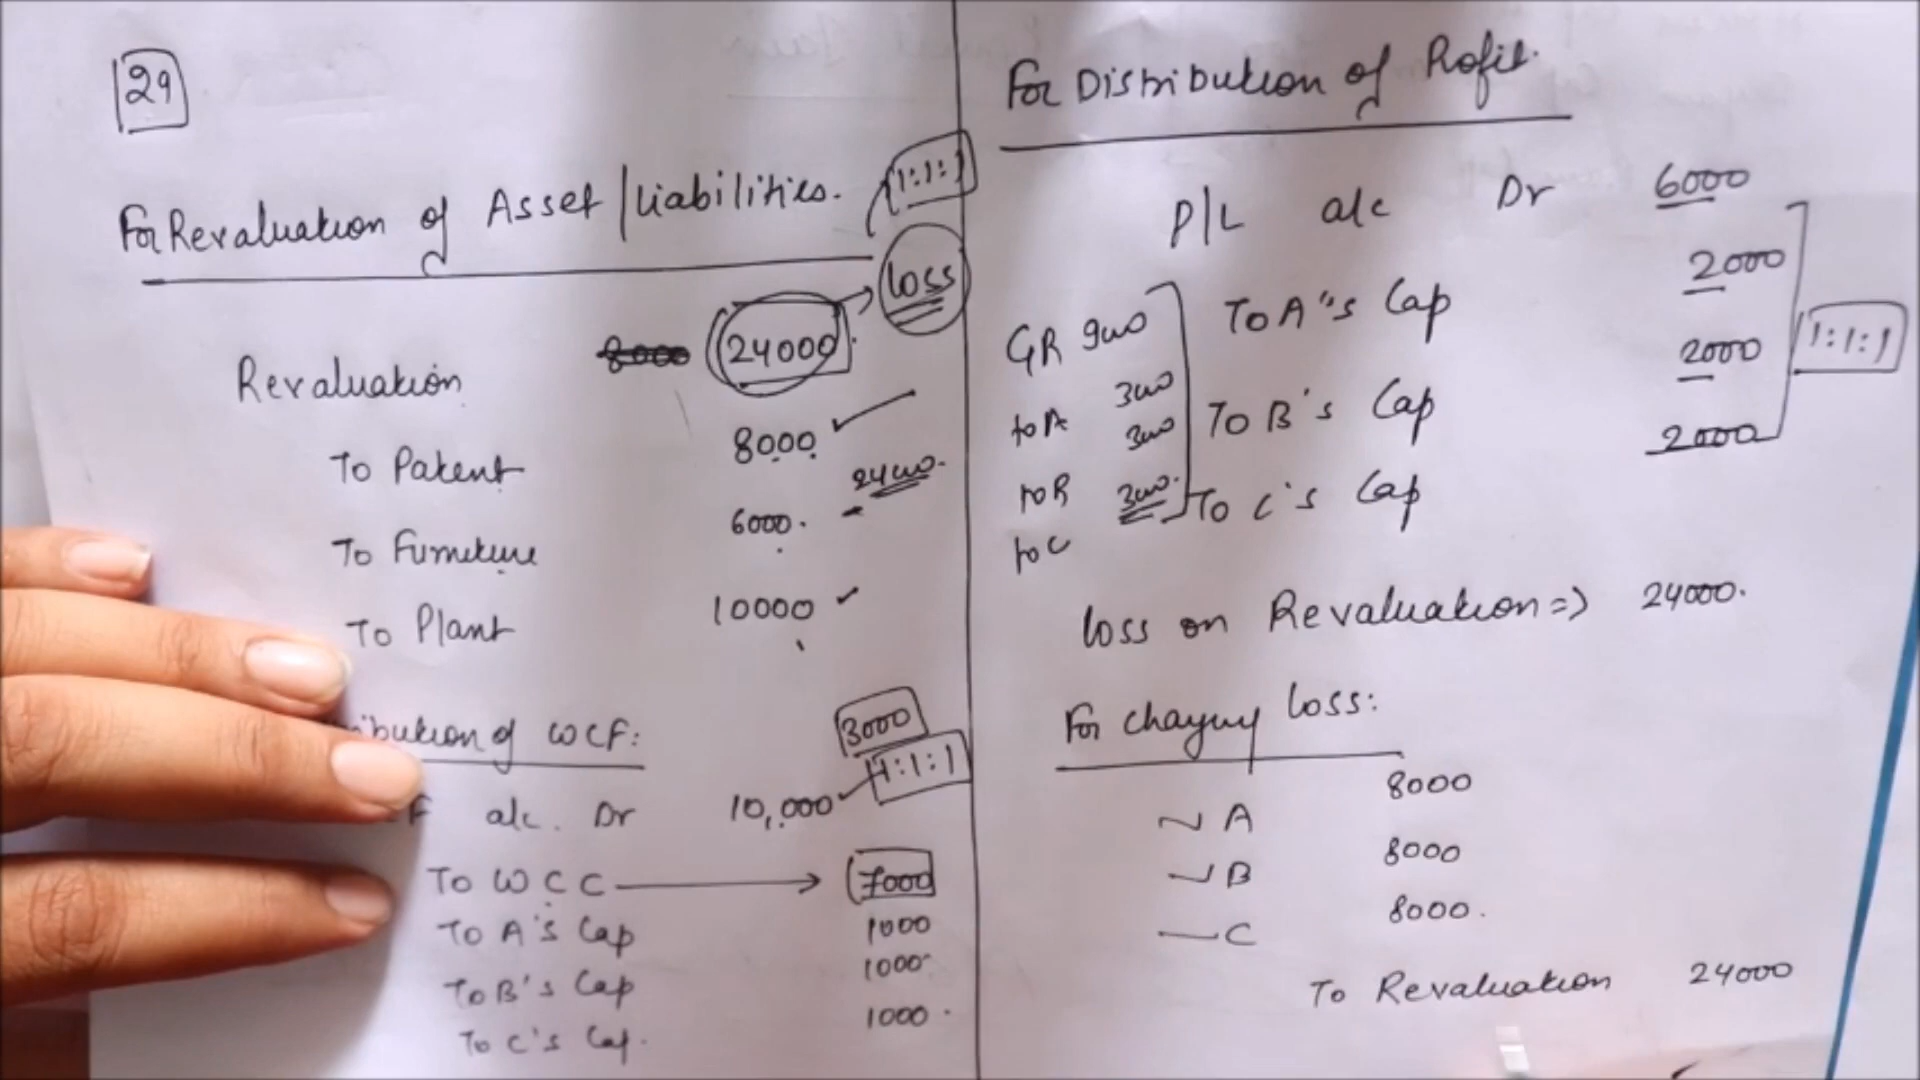 29
For Revaluation of Asset/liabilities.
1:1:1
loss
Revaluation 24000
To Patent 8000
To Furniture 6000.
To Plant 10000
bution of WCF:
3000
1:1:1
F a/c. Dr 10,000
To WCC 7000
To A's Cap 1000
To B's Cap 1000
To C's Cap. 1000
For Distribution of Profit.
P/L a/c Dr 6000
To A's Cap 2000
To B's Cap 2000
To C's Cap 2000
1:1:1
GR 900
to A 300
to B 300
to C 300.
loss on Revaluation => 24000.
For charging loss:
A 8000
B 8000
C 8000.
To Revaluation 24000